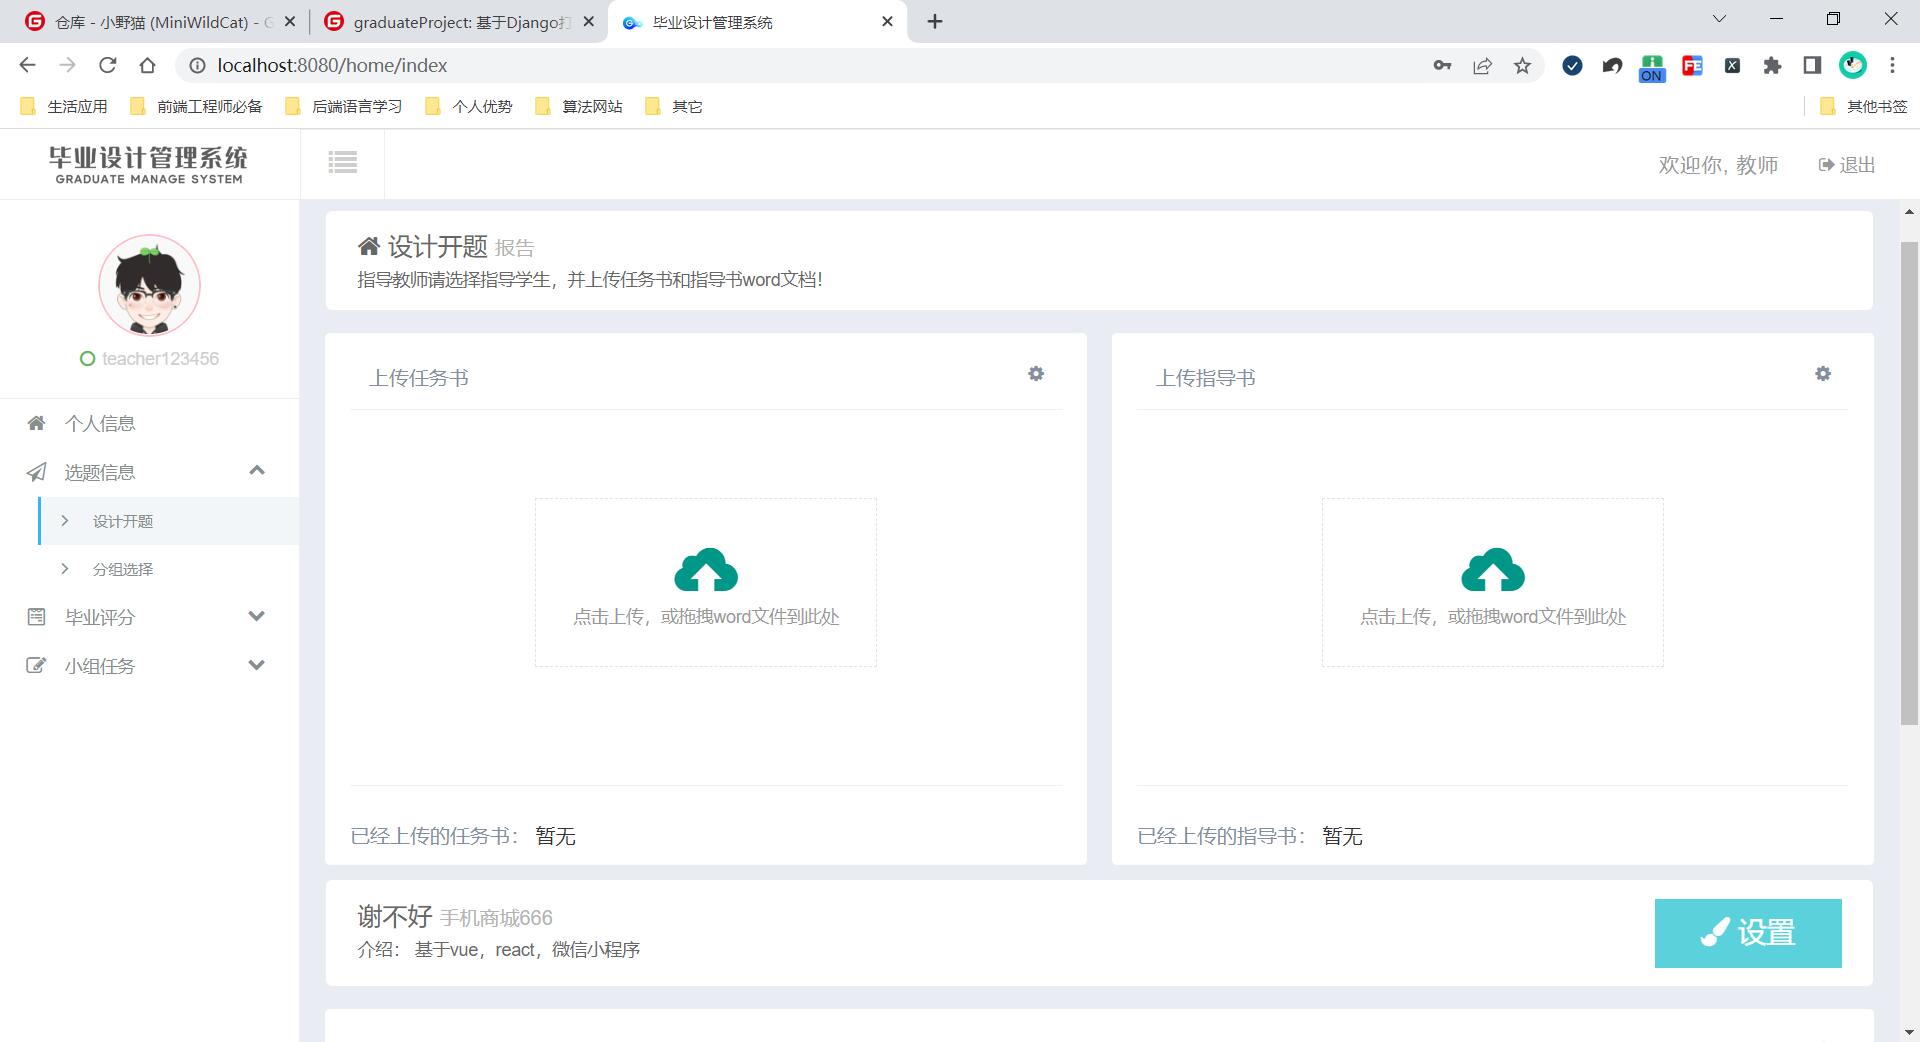 仓库 - 小野猫 (MiniWildCat) - G
graduateProject: 基于Django打
毕业设计管理系统
localhost:8080/home/index
ON
FE
X
生活应用
前端工程师必备
后端语言学习
个人优势
算法网站
其它
其他书签
毕业设计管理系统
GRADUATE MANAGE SYSTEM
欢迎你, 教师
退出
teacher123456
个人信息
选题信息
设计开题
分组选择
毕业评分
小组任务
设计开题 报告
指导教师请选择指导学生，并上传任务书和指导书word文档！
上传任务书
点击上传，或拖拽word文件到此处
已经上传的任务书： 暂无
上传指导书
点击上传，或拖拽word文件到此处
已经上传的指导书： 暂无
谢不好 手机商城666
介绍： 基于vue，react，微信小程序
设置